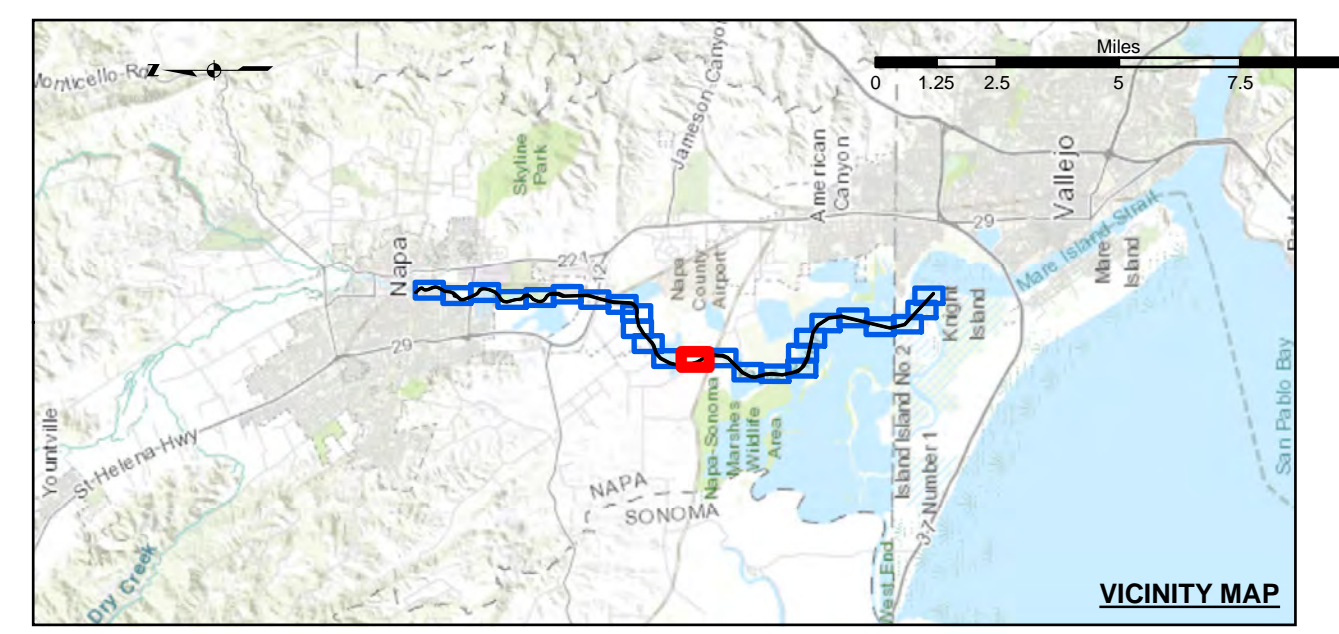 Monticello-Rd
Z
Miles
0 1.25 2.5 5 7.5
Jameson Canyon
Skyline
Park
American
Canyon
Vallejo
29
Mare Island-Strait
Mare
Island
221
12
Napa
Napa
County
Airport
29
Knight
Island
Yountville
St-Helena-Hwy
Dry Creek
NAPA
SONOMA
Napa-Sonoma
Marshes
Wildlife
Area
Island Island No 2
37-Number 1
West End
San Pablo Bay
VICINITY MAP